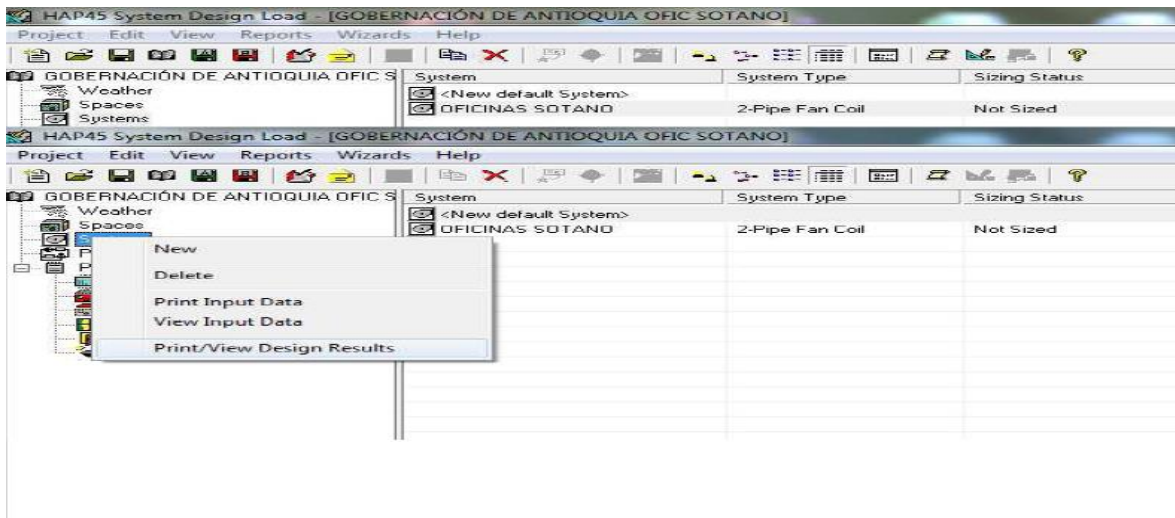 HAP45 System Design Load - [GOBERNACIÓN DE ANTIOQUIA OFIC SOTANO]
Project Edit View Reports Wizards Help
GOBERNACIÓN DE ANTIOQUIA OFIC S
System System Type Sizing Status
Weather
<New default System>
Spaces
OFICINAS SOTANO 2-Pipe Fan Coil Not Sized
Systems
HAP45 System Design Load - [GOBERNACIÓN DE ANTIOQUIA OFIC SOTANO]
Project Edit View Reports Wizards Help
GOBERNACIÓN DE ANTIOQUIA OFIC S
System System Type Sizing Status
Weather
<New default System>
Spaces
OFICINAS SOTANO 2-Pipe Fan Coil Not Sized
New
Delete
Print Input Data
View Input Data
Print/View Design Results